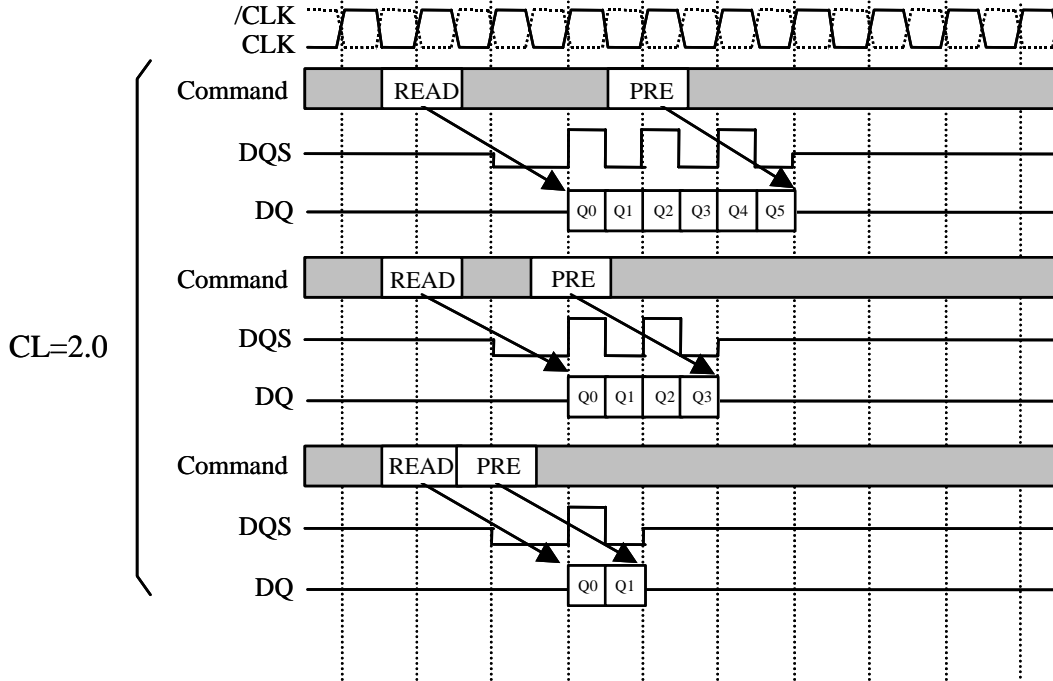 /CLK
CLK
Command READ PRE
DQS
DQ Q0 Q1 Q2 Q3 Q4 Q5
Command READ PRE
CL=2.0
DQS
DQ Q0 Q1 Q2 Q3
Command READ PRE
DQS
DQ Q0 Q1